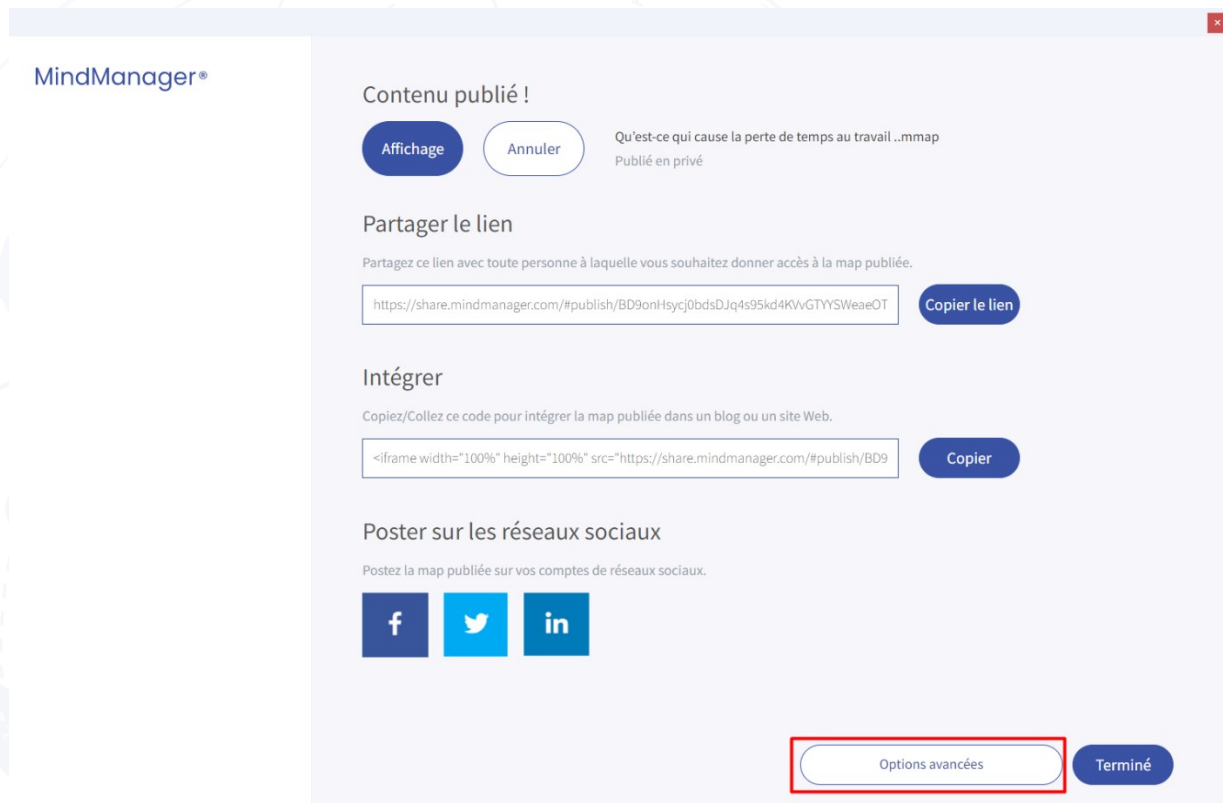 MindManager®
Contenu publié !
Affichage
Annuler
Qu'est-ce qui cause la perte de temps au travail ..mmap
Publié en privé
Partager le lien
Partagez ce lien avec toute personne à laquelle vous souhaitez donner accès à la map publiée.
https://share.mindmanager.com/#publish/BD9onHsycj0bdsDJq4s95kd4KVvGTYYSWeaeOT
Copier le lien
Intégrer
Copiez/Collez ce code pour intégrer la map publiée dans un blog ou un site Web.
<iframe width="100%" height="100%" src="https://share.mindmanager.com/#publish/BD9
Copier
Poster sur les réseaux sociaux
Postez la map publiée sur vos comptes de réseaux sociaux.
f
in
Options avancées
Terminé